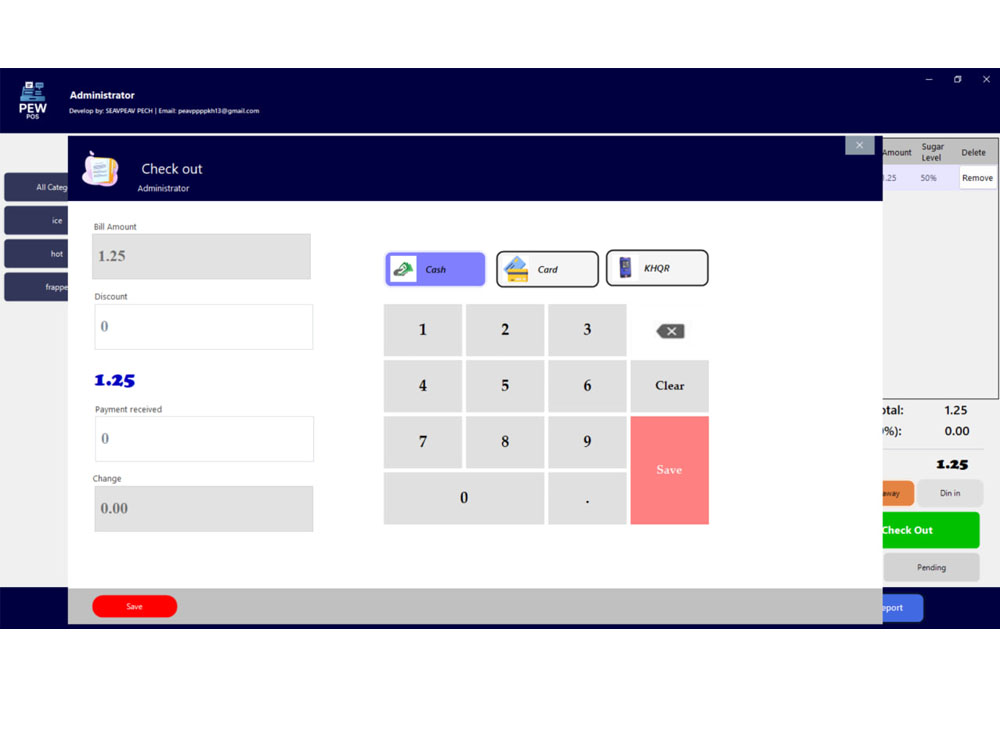 PEW
POS
Administrator
Develop by: SEAVPEAV PECH | Email: peavppppkh13@gmail.com
Check out
Administrator
Amount Sugar Level Delete
1.25 50% Remove
All Categ
ice
hot
frappe
Bill Amount
1.25
Discount
0
1.25
Payment received
0
Change
0.00
Cash Card KHQR
1 2 3
4 5 6 Clear
7 8 9
Save
0 .
otal: 1.25
%): 0.00
1.25
away Din in
Check Out
Pending
eport
Save